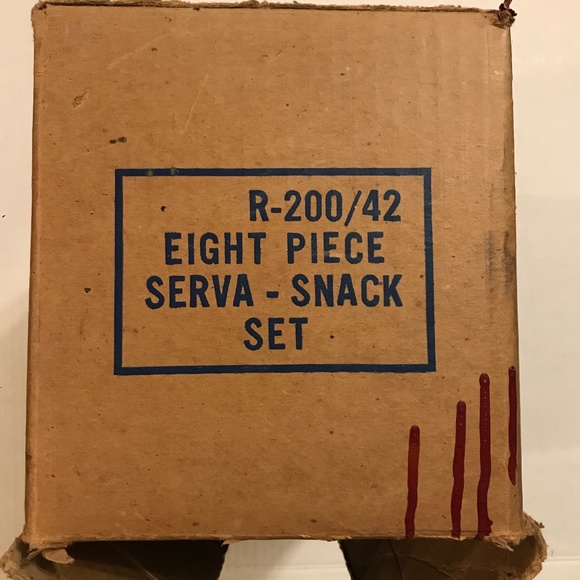 R-200/42
EIGHT PIECE
SERVA - SNACK
SET